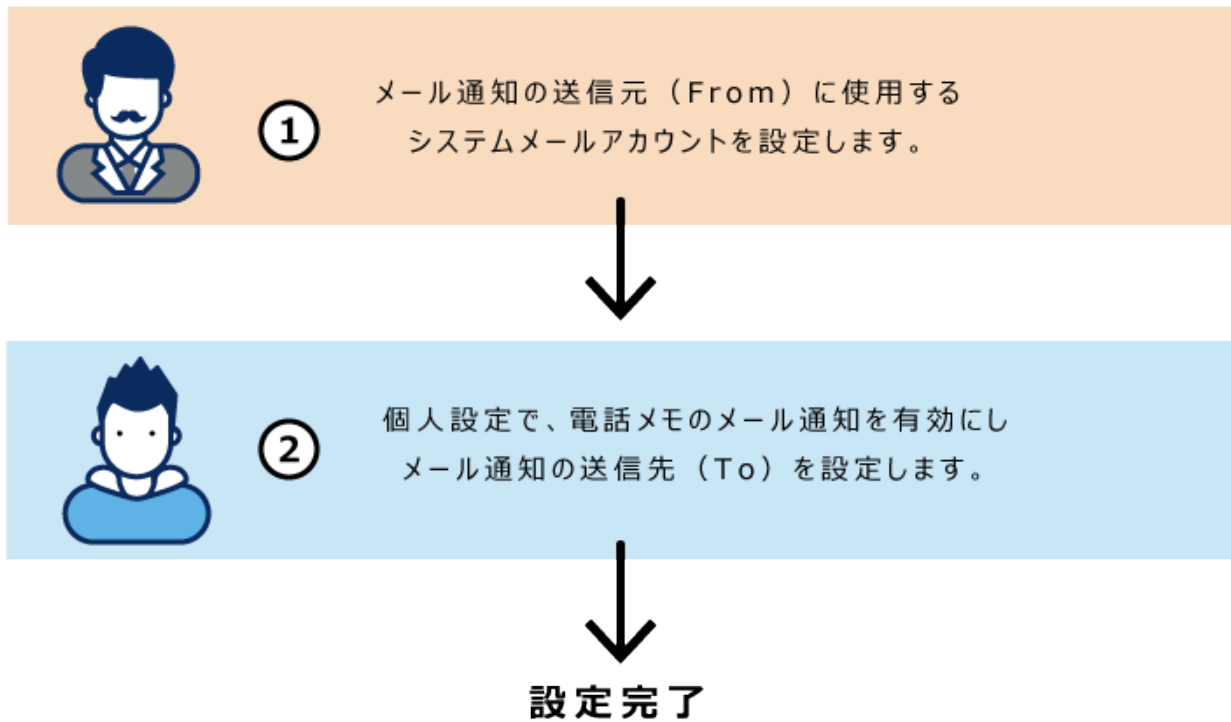 ①
メール通知の送信元（From）に使用する
システムメールアカウントを設定します。
②
個人設定で、電話メモのメール通知を有効にし
メール通知の送信先（To）を設定します。
設定完了